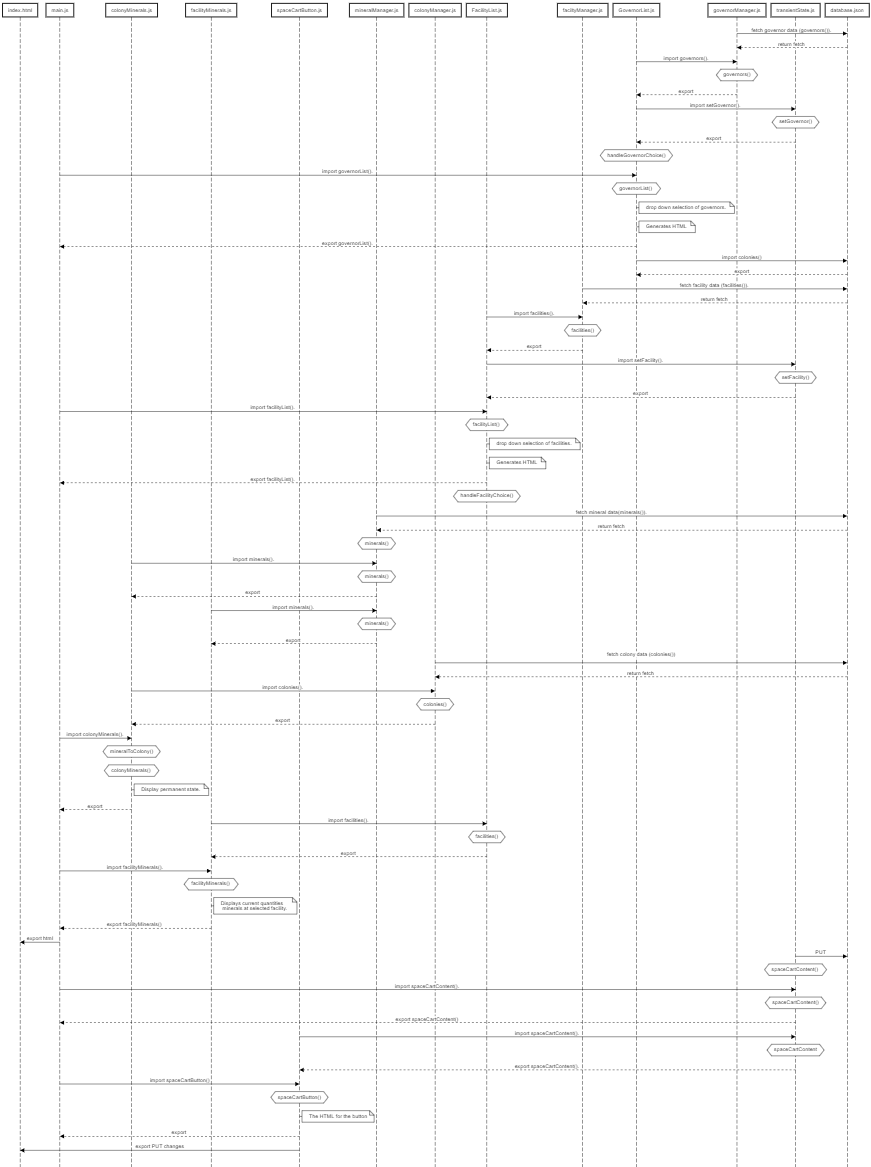 index.html
main.js
colonyMinerals.js
facilityMinerals.js
spaceCartButton.js
mineralManager.js
colonyManager.js
FacilityList.js
facilityManager.js
GovernorList.js
governorManager.js
transientState.js
database.json
fetch governor data (governors()).
return fetch
import governors().
governors()
export
import setGovernor().
setGovernor()
export
handleGovernorChoice()
import governorList().
governorList()
drop down selection of governors.
Generates HTML
export governorList()
import colonies()
export
fetch facility data (facilities()).
return fetch
import facilities().
facilities()
export
import setFacility().
setFacility()
export
import facilityList().
facilityList()
drop down selection of facilities.
Generates HTML
export facilityList().
handleFacilityChoice()
fetch mineral data(minerals()).
return fetch
minerals()
import minerals().
minerals()
export
import minerals().
minerals()
export
fetch colony data (colonies())
return fetch
import colonies().
colonies()
export
import colonyMinerals().
mineralToColony()
colonyMinerals()
Display permanent state.
export
import facilities().
facilities()
export
import facilityMinerals().
facilityMinerals()
Displays current quantities
minerals at selected facility.
export facilityMinerals()
export html
PUT
spaceCartContent()
import spaceCartContent().
spaceCartContent()
export spaceCartContent()
import spaceCartContent().
spaceCartContent
export spaceCartContent().
import spaceCartButton()
spaceCartButton()
The HTML for the button
export
export PUT changes